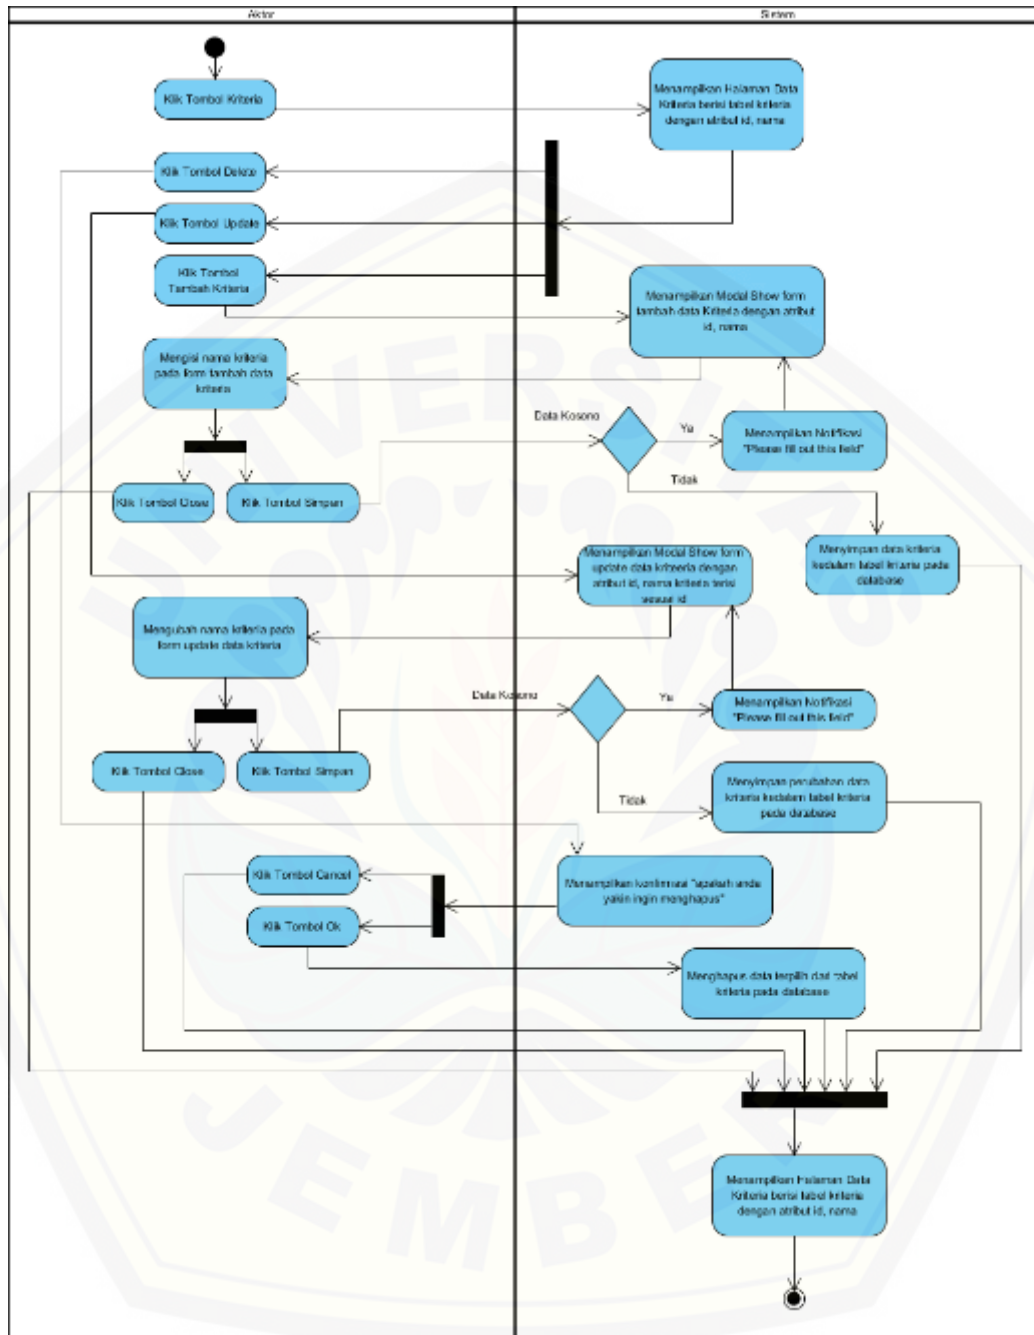 Aktor
Sistem
Klik Tombol Kriteria
Menampilkan Halaman Data
Kriteria berisi tabel kriteria
dengan atribut id, nama
Klik Tombol Delete
Klik Tombol Update
Klik Tombol
Tambah Kriteria
Menampilkan Modal Show form
tambah data Kriteria dengan atribut
id, nama
Mengisi nama kriteria
pada form tambah data
kriteria
Data Kosong
Ya
Menampilkan Notifikasi
"Please fill out this field"
Tidak
Klik Tombol Close
Klik Tombol Simpan
Menyimpan data kriteria
kedalam tabel kriteria pada
database
Menampilkan Modal Show form
update data kriteeria dengan
atribut id, nama kriteria terisi
sesuai id
Mengubah nama kriteria pada
form update data kriteria
Data Kosong
Ya
Menampilkan Notifikasi
"Please fill out this field"
Klik Tombol Close
Klik Tombol Simpan
Tidak
Menyimpan perubahan data
kriteria kedalam tabel kriteria
pada database
Klik Tombol Cancel
Klik Tombol Ok
Menampilkan konfirmasi "apakah anda
yakin ingin menghapus"
Menghapus data terpilih dari tabel
kriteria pada database
Menampilkan Halaman Data
Kriteria berisi tabel kriteria
dengan atribut id, nama
UNIVERSITAS
JEMBER